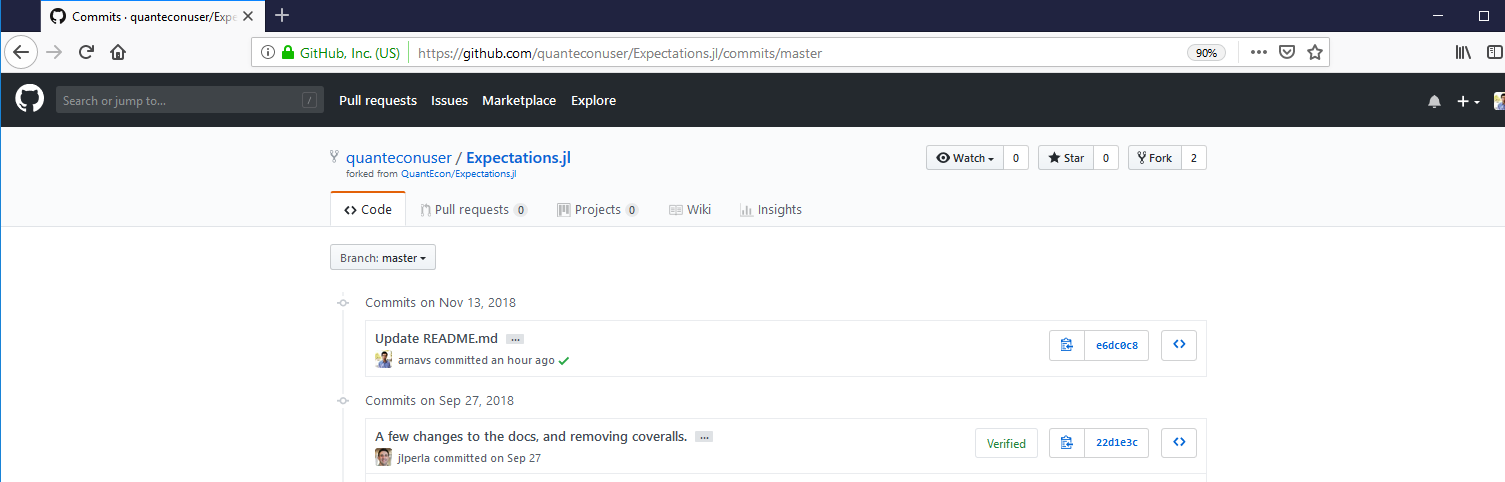 Commits · quanteconuser/Expe
GitHub, Inc. (US) https://github.com/quanteconuser/Expectations.jl/commits/master 90%
Search or jump to... / Pull requests Issues Marketplace Explore
quanteconuser / Expectations.jl Watch 0 Star 0 Fork 2
forked from QuantEcon/Expectations.jl
Code Pull requests 0 Projects 0 Wiki Insights
Branch: master
Commits on Nov 13, 2018
Update README.md ...
arnavs committed an hour ago e6dc0c8
Commits on Sep 27, 2018
A few changes to the docs, and removing coveralls. ...
jlperla committed on Sep 27 Verified 22d1e3c